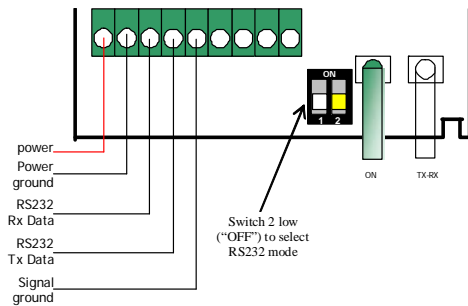 ON
1 2
power
Power
ground
RS232
Rx Data
RS232
Tx Data
Signal
ground
Switch 2 low
(“OFF”) to select
RS232 mode
ON
TX-RX